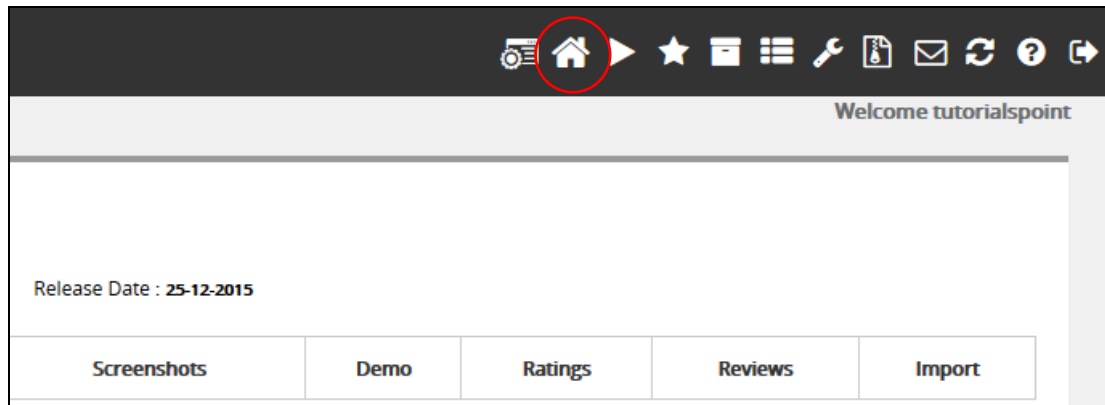 Welcome tutorialspoint
Release Date : 25-12-2015
Screenshots Demo Ratings Reviews Import